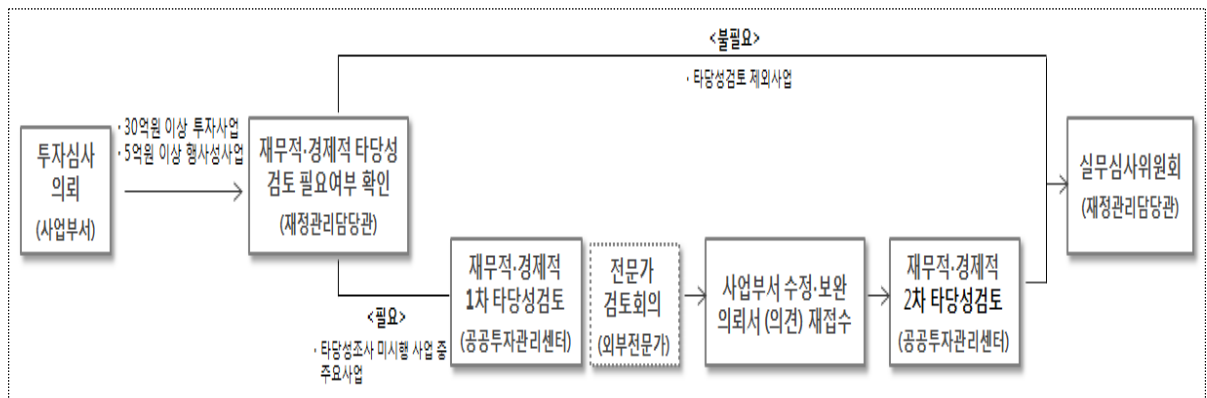 <불필요>
· 타당성검토 제외사업
투자심사
의뢰
(사업부서)
· 30억원 이상 투자사업
· 5억원 이상 행사성사업
재무적·경제적 타당성
검토 필요여부 확인
(재정관리담당관)
<필요>
· 타당성조사 미시행 사업 중
주요사업
재무적·경제적
1차 타당성검토
(공공투자관리센터)
전문가
검토회의
(외부전문가)
사업부서 수정·보완
의뢰서 (의견) 재접수
재무적·경제적
2차 타당성검토
(공공투자관리센터)
실무심사위원회
(재정관리담당관)